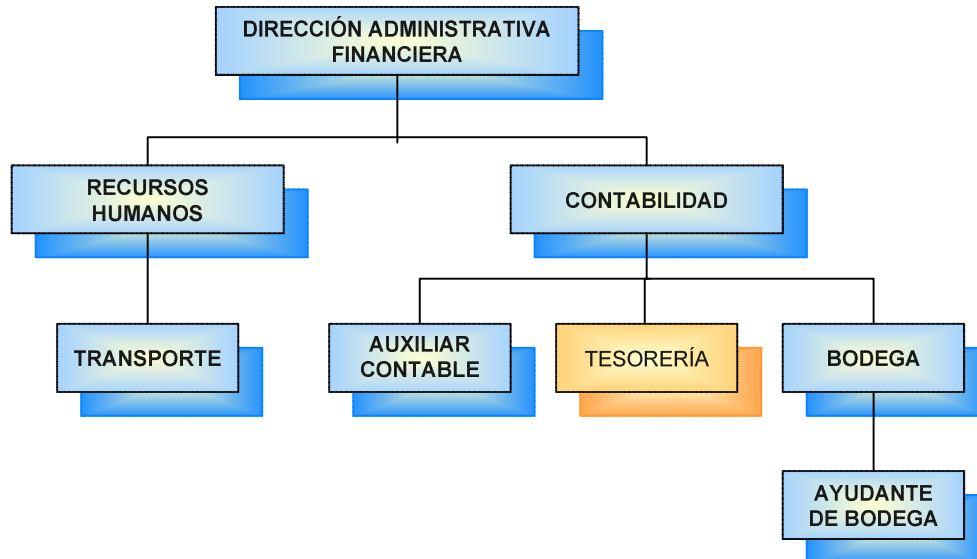 DIRECCIÓN ADMINISTRATIVA
FINANCIERA
RECURSOS
HUMANOS
CONTABILIDAD
TRANSPORTE
AUXILIAR
CONTABLE
TESORERÍA
BODEGA
AYUDANTE
DE BODEGA